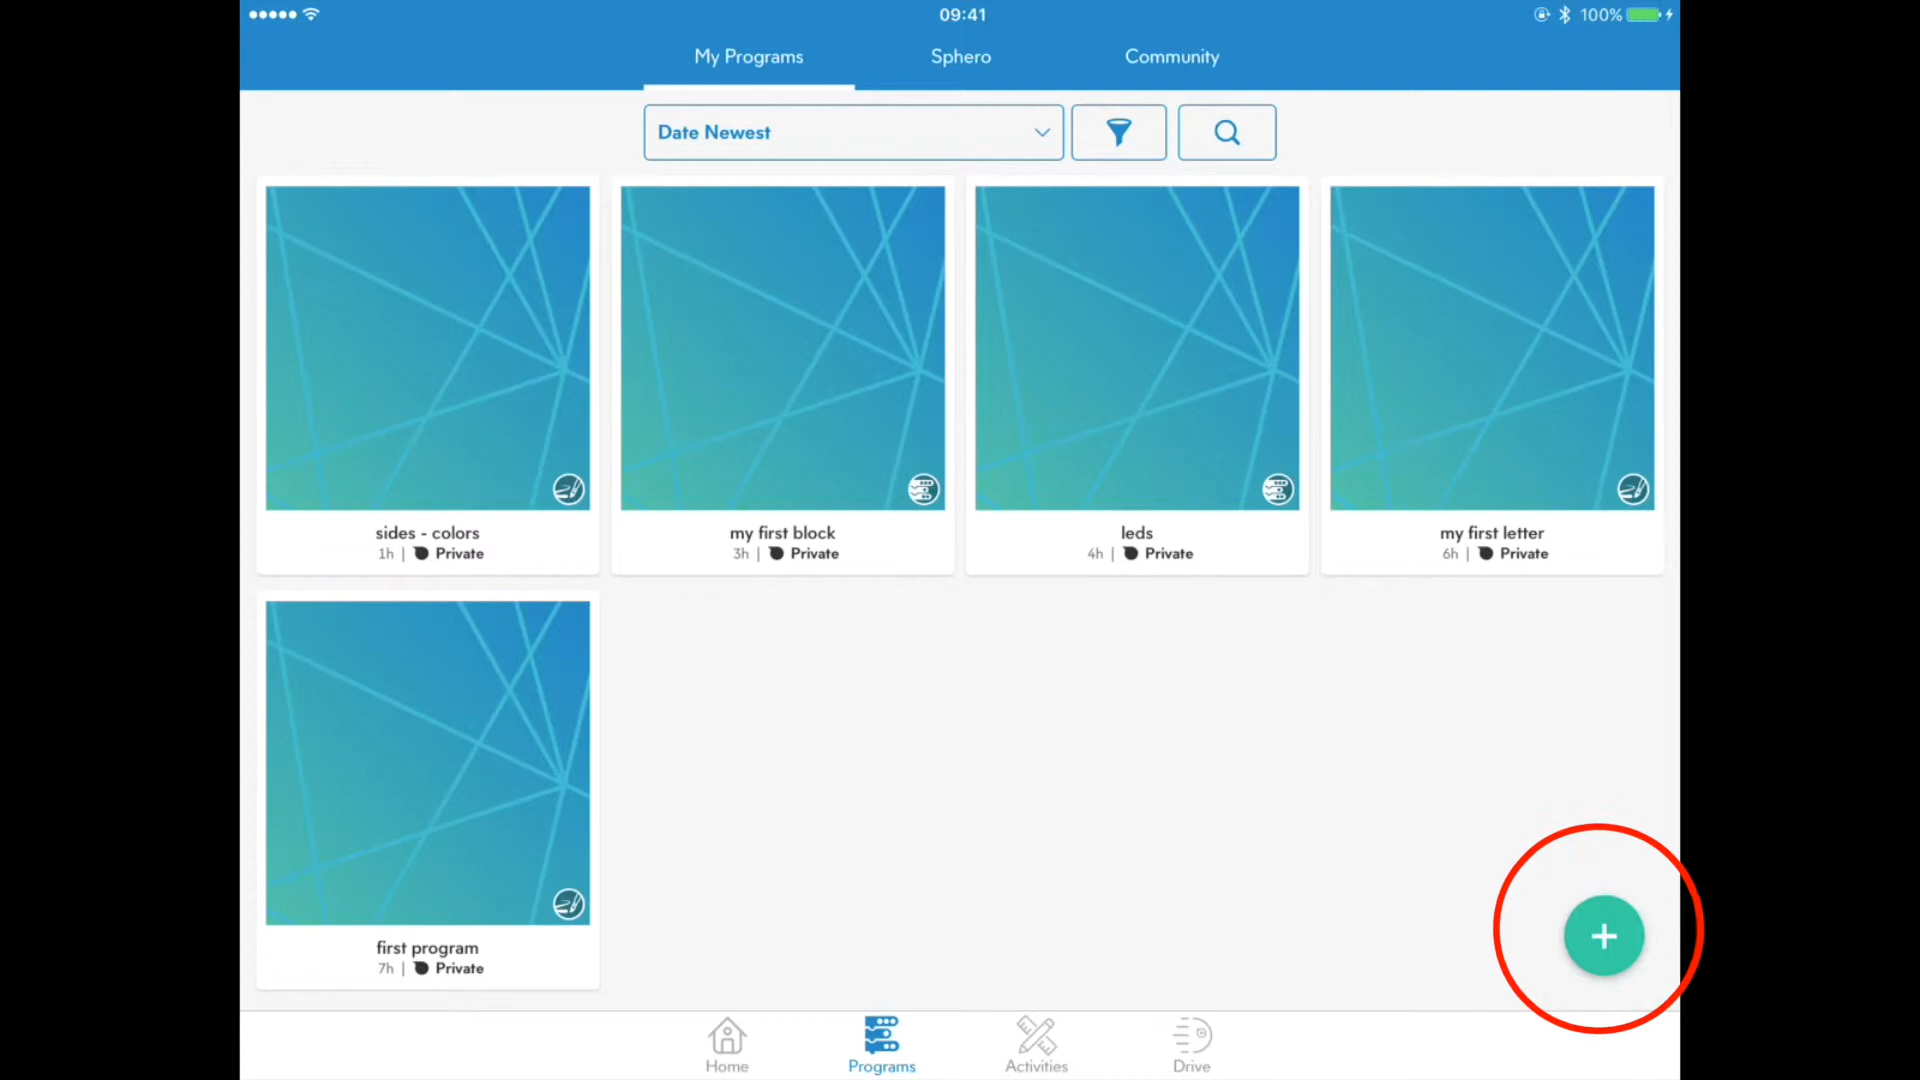 09:41
100%
My Programs
Sphero
Community
Date Newest
sides - colors
1h | Private
my first block
3h | Private
leds
4h | Private
my first letter
6h | Private
first program
7h | Private
Home
Programs
Activities
Drive